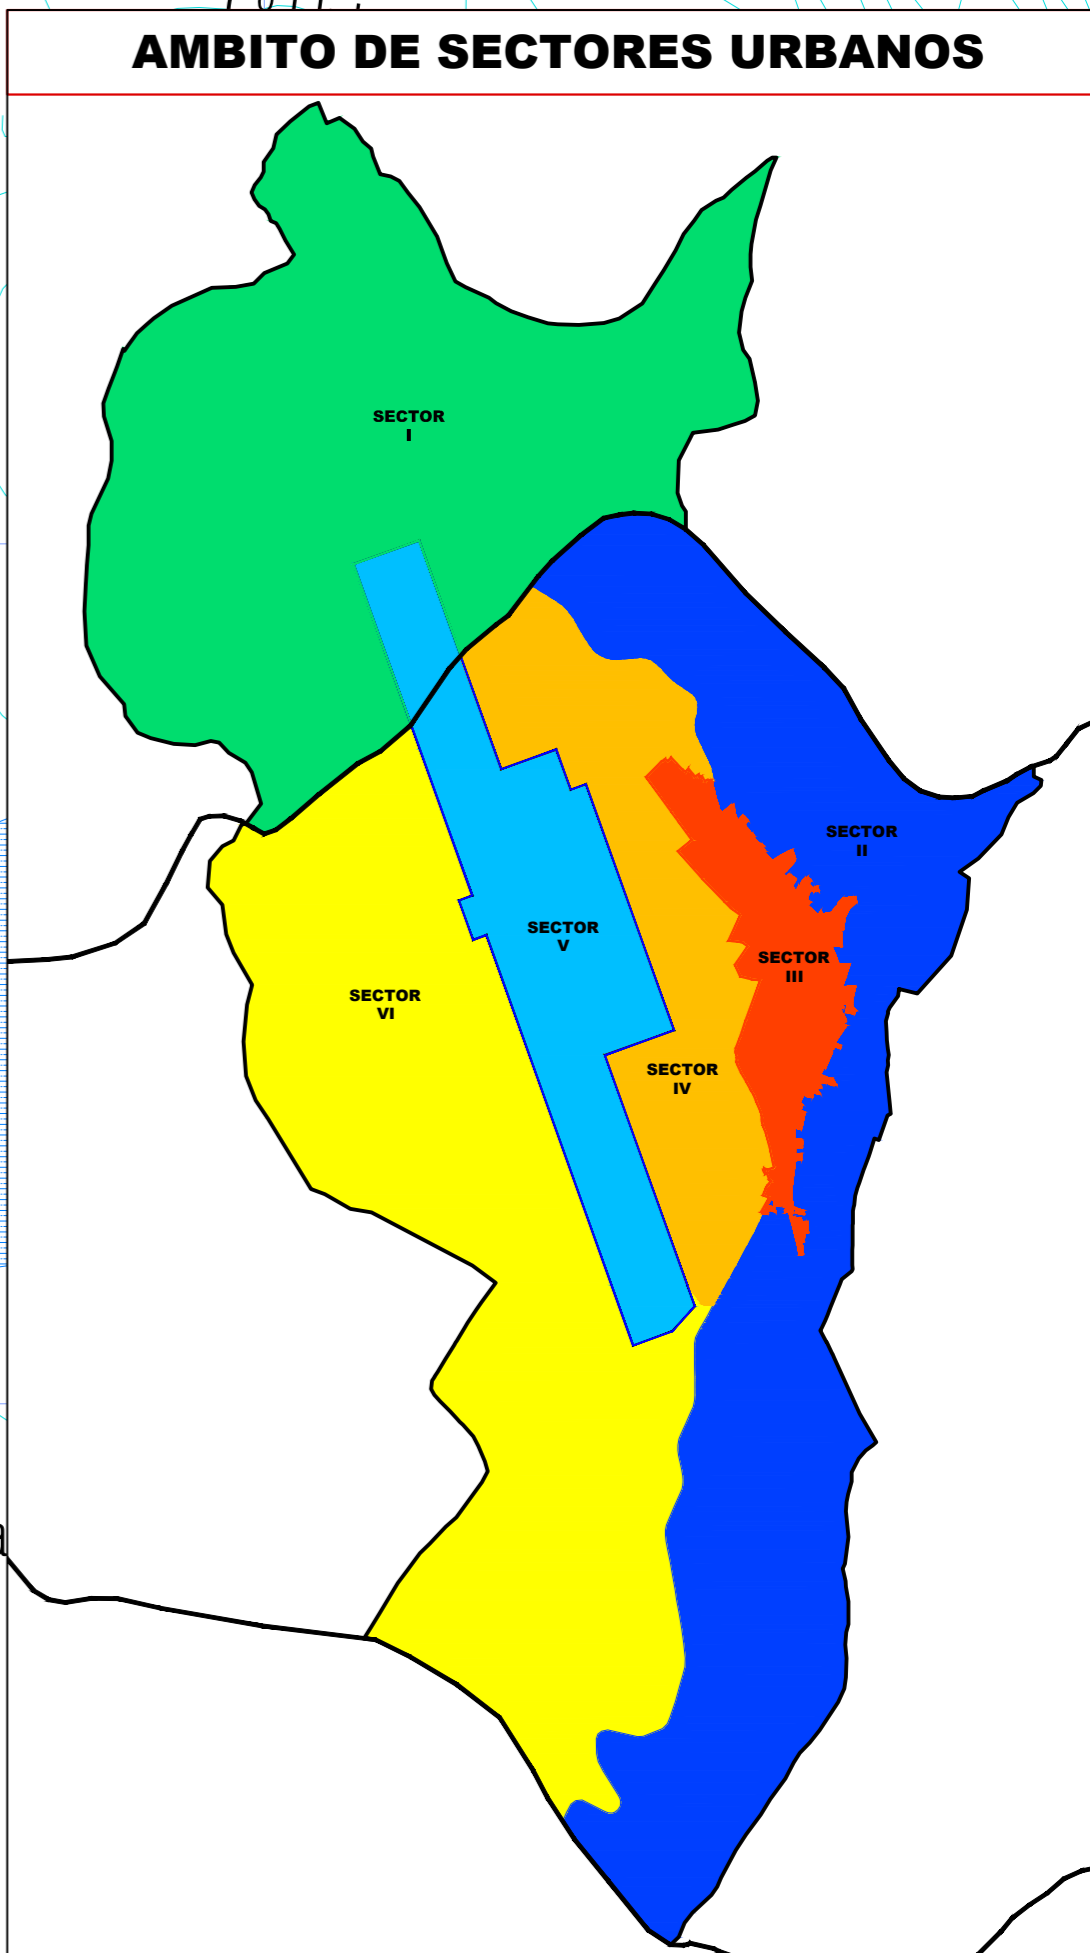 AMBITO DE SECTORES URBANOS
SECTOR
I
SECTOR
II
SECTOR
V
SECTOR
III
SECTOR
VI
SECTOR
IV